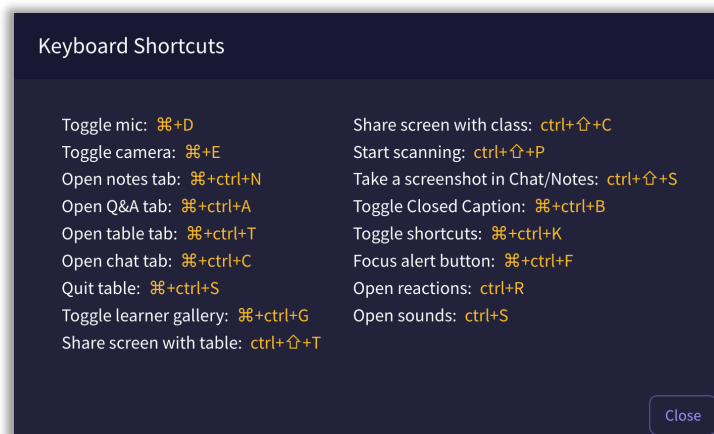 Keyboard Shortcuts
Toggle mic: ⌘+D
Toggle camera: ⌘+E
Open notes tab: ⌘+ctrl+N
Open Q&A tab: ⌘+ctrl+A
Open table tab: ⌘+ctrl+T
Open chat tab: ⌘+ctrl+C
Quit table: ⌘+ctrl+S
Toggle learner gallery: ⌘+ctrl+G
Share screen with table: ctrl+⇧+T
Share screen with class: ctrl+⇧+C
Start scanning: ctrl+⇧+P
Take a screenshot in Chat/Notes: ctrl+⇧+S
Toggle Closed Caption: ⌘+ctrl+B
Toggle shortcuts: ⌘+ctrl+K
Focus alert button: ⌘+ctrl+F
Open reactions: ctrl+R
Open sounds: ctrl+S
Close